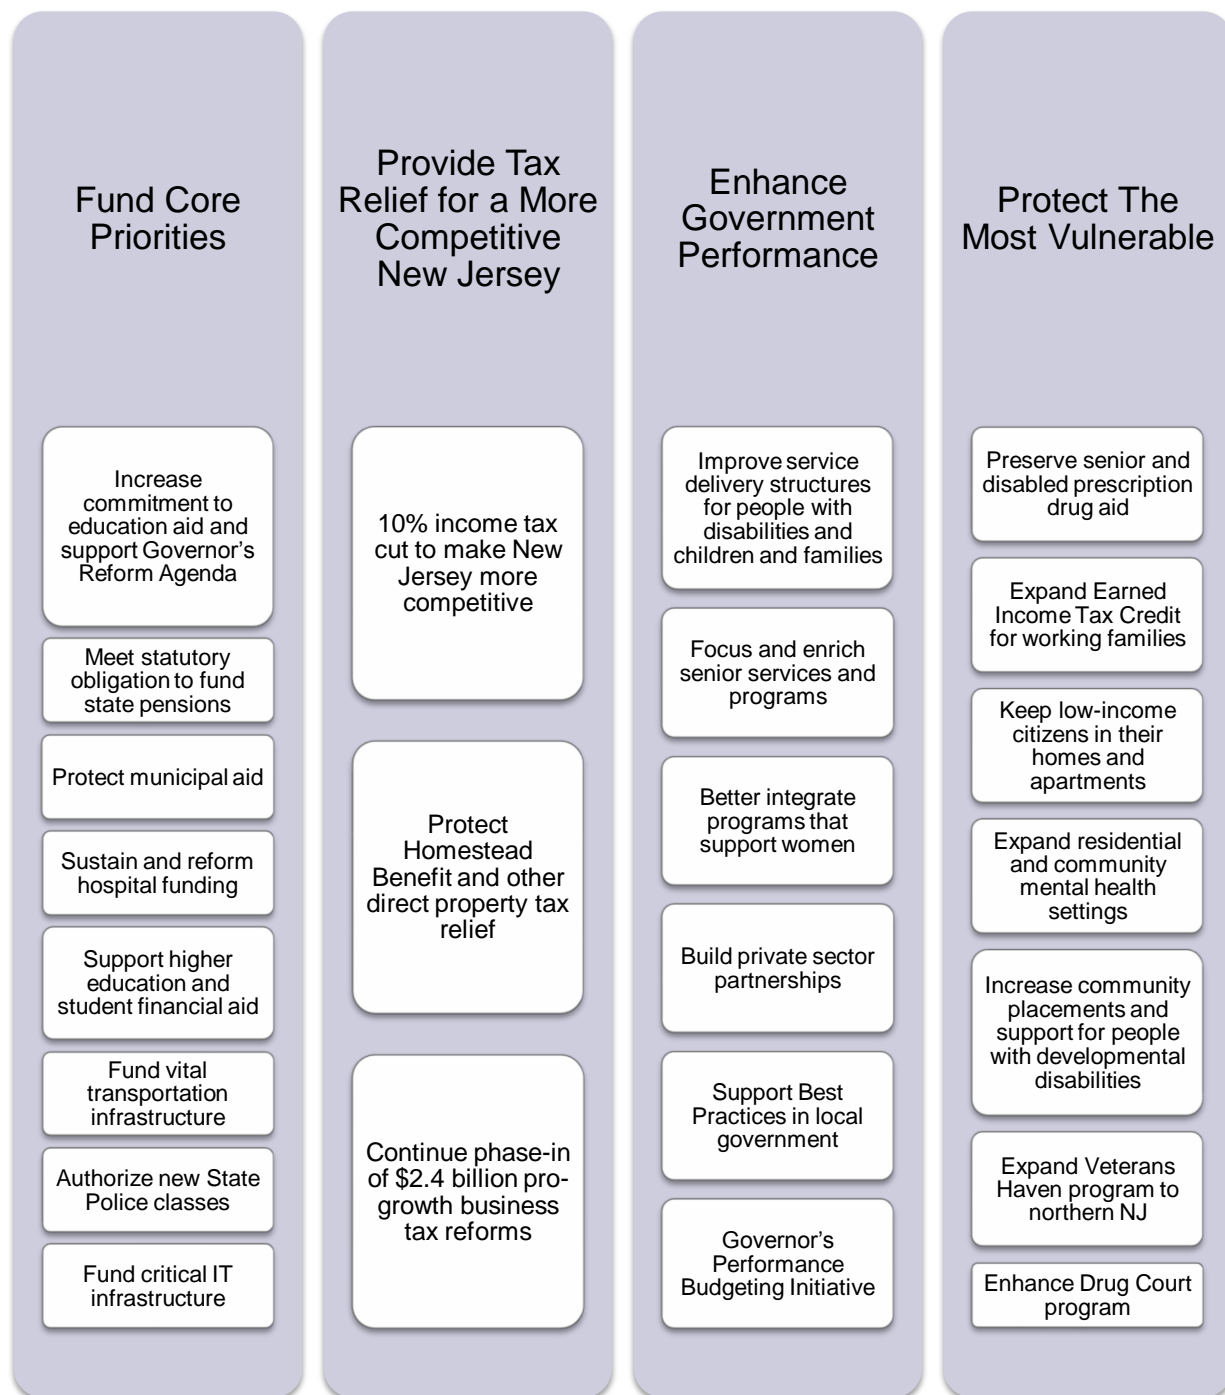 Fund Core
Priorities
Increase
commitment to
education aid and
support Governor’s
Reform Agenda
Meet statutory
obligation to fund
state pensions
Protect municipal aid
Sustain and reform
hospital funding
Support higher
education and
student financial aid
Fund vital
transportation
infrastructure
Authorize new State
Police classes
Fund critical IT
infrastructure
Provide Tax
Relief for a More
Competitive
New Jersey
10% income tax
cut to make New
Jersey more
competitive
Protect
Homestead
Benefit and other
direct property tax
relief
Continue phase-in
of $2.4 billion pro-
growth business
tax reforms
Enhance
Government
Performance
Improve service
delivery structures
for people with
disabilities and
children and families
Focus and enrich
senior services and
programs
Better integrate
programs that
support women
Build private sector
partnerships
Support Best
Practices in local
government
Governor’s
Performance
Budgeting Initiative
Protect The
Most Vulnerable
Preserve senior and
disabled prescription
drug aid
Expand Earned
Income Tax Credit
for working families
Keep low-income
citizens in their
homes and
apartments
Expand residential
and community
mental health
settings
Increase community
placements and
support for people
with developmental
disabilities
Expand Veterans
Haven program to
northern NJ
Enhance Drug Court
program